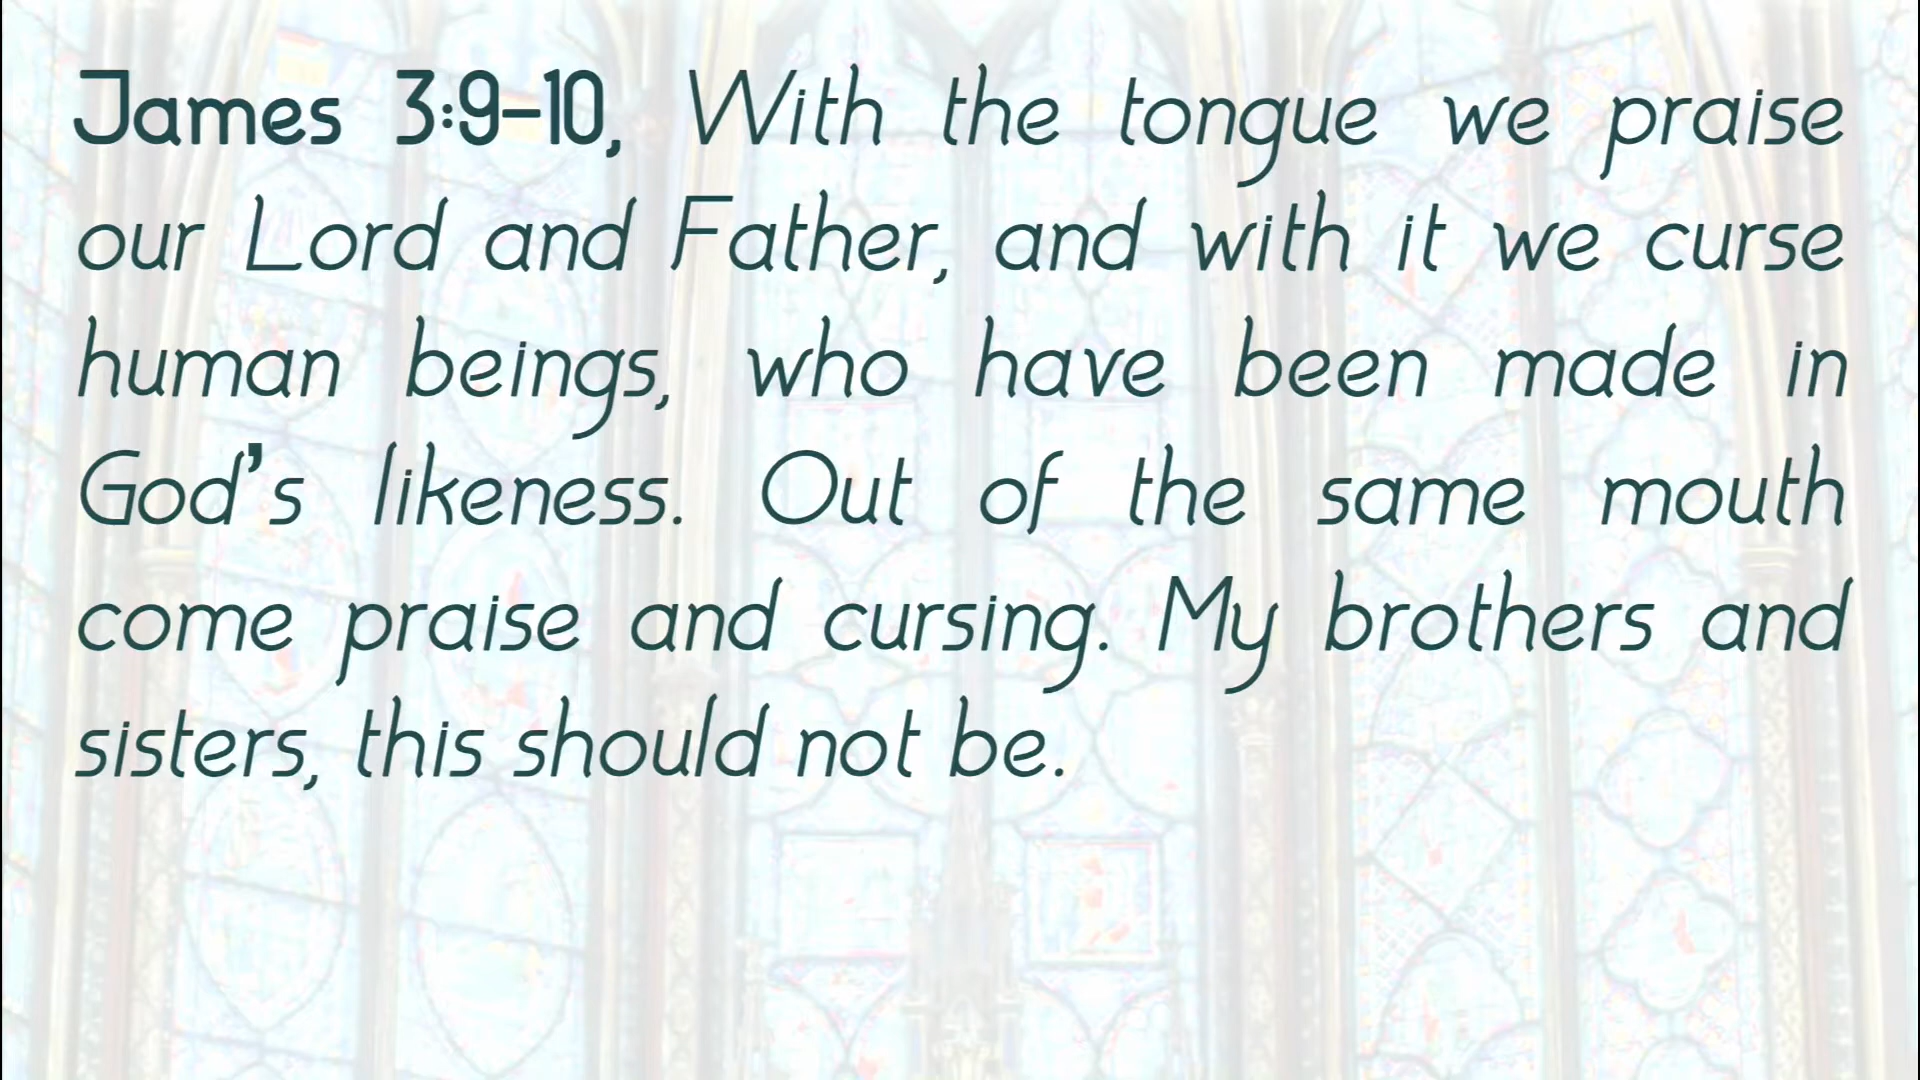 James 3:9-10, With the tongue we praise
our Lord and Father, and with it we curse
human beings, who have been made in
God's likeness. Out of the same mouth
come praise and cursing. My brothers and
sisters, this should not be.